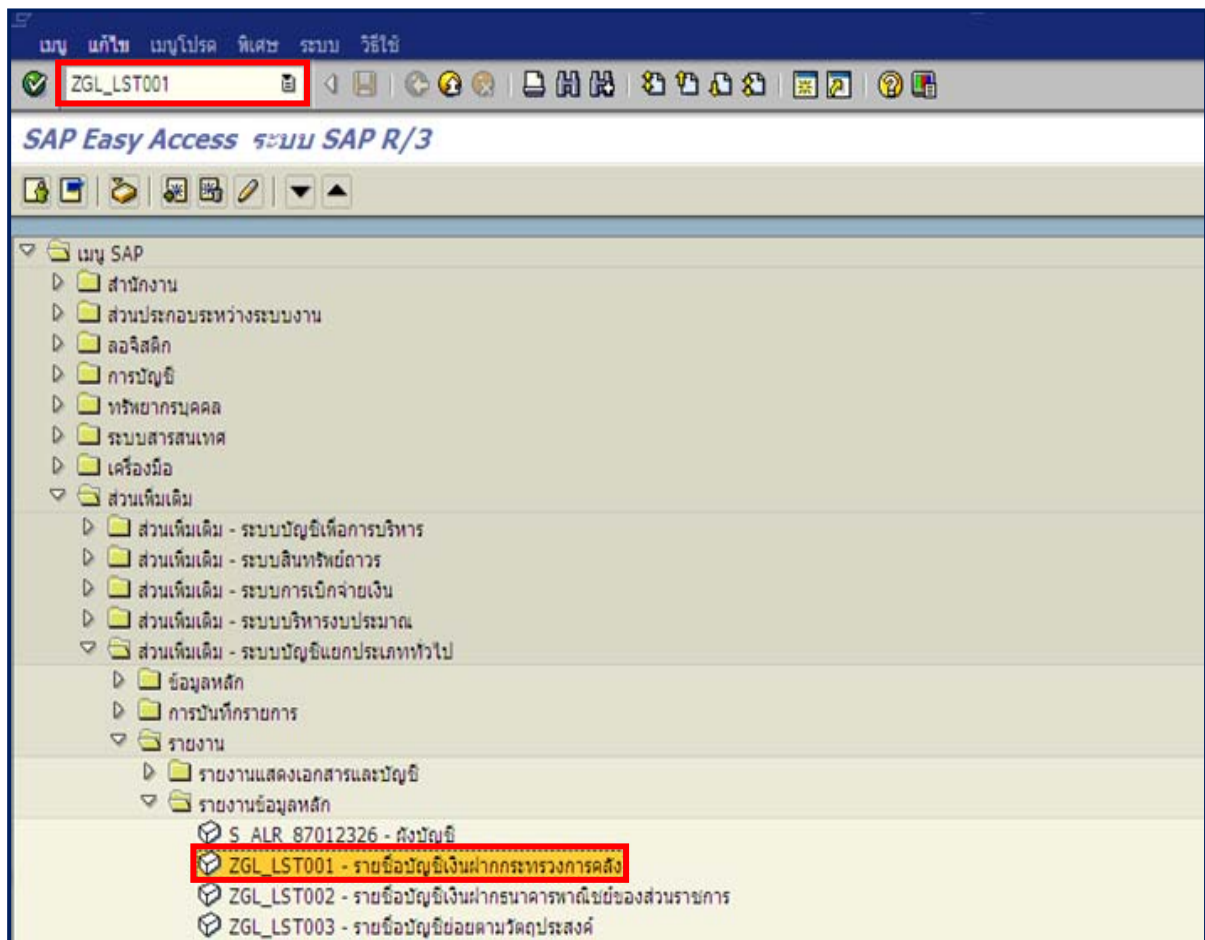 เมนู แก้ไข เมนูโปรด พิเศษ ระบบ วิธีใช้
ZGL_LST001
SAP Easy Access ระบบ SAP R/3
เมนู SAP
สำนักงาน
ส่วนประกอบระหว่างระบบงาน
ลอจิสติก
การบัญชี
ทรัพยากรบุคคล
ระบบสารสนเทศ
เครื่องมือ
ส่วนเพิ่มเติม
ส่วนเพิ่มเติม - ระบบบัญชีเพื่อการบริหาร
ส่วนเพิ่มเติม - ระบบสินทรัพย์ถาวร
ส่วนเพิ่มเติม - ระบบการเบิกจ่ายเงิน
ส่วนเพิ่มเติม - ระบบบริหารงบประมาณ
ส่วนเพิ่มเติม - ระบบบัญชีแยกประเภททั่วไป
ข้อมูลหลัก
การบันทึกรายการ
รายงาน
รายงานแสดงเอกสารและบัญชี
รายงานข้อมูลหลัก
S_ALR_87012326 - ผังบัญชี
ZGL_LST001 - รายชื่อบัญชีเงินฝากกระทรวงการคลัง
ZGL_LST002 - รายชื่อบัญชีเงินฝากธนาคารพาณิชย์ของส่วนราชการ
ZGL_LST003 - รายชื่อบัญชีย่อยตามวัตถุประสงค์